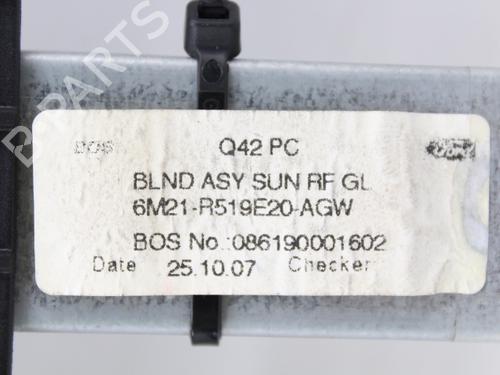 BOS Q42 PC Ford
BLND ASY SUN RF GL
6M21-R519E20-AGW
BOS No.:086190001602
Date 25.10.07 Checker
B-PARTS